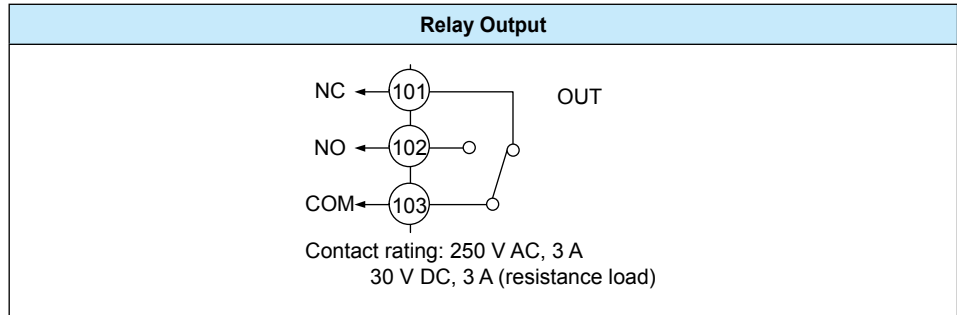 Relay Output
NC 101 OUT
NO 102
COM 103
Contact rating: 250 V AC, 3 A
30 V DC, 3 A (resistance load)